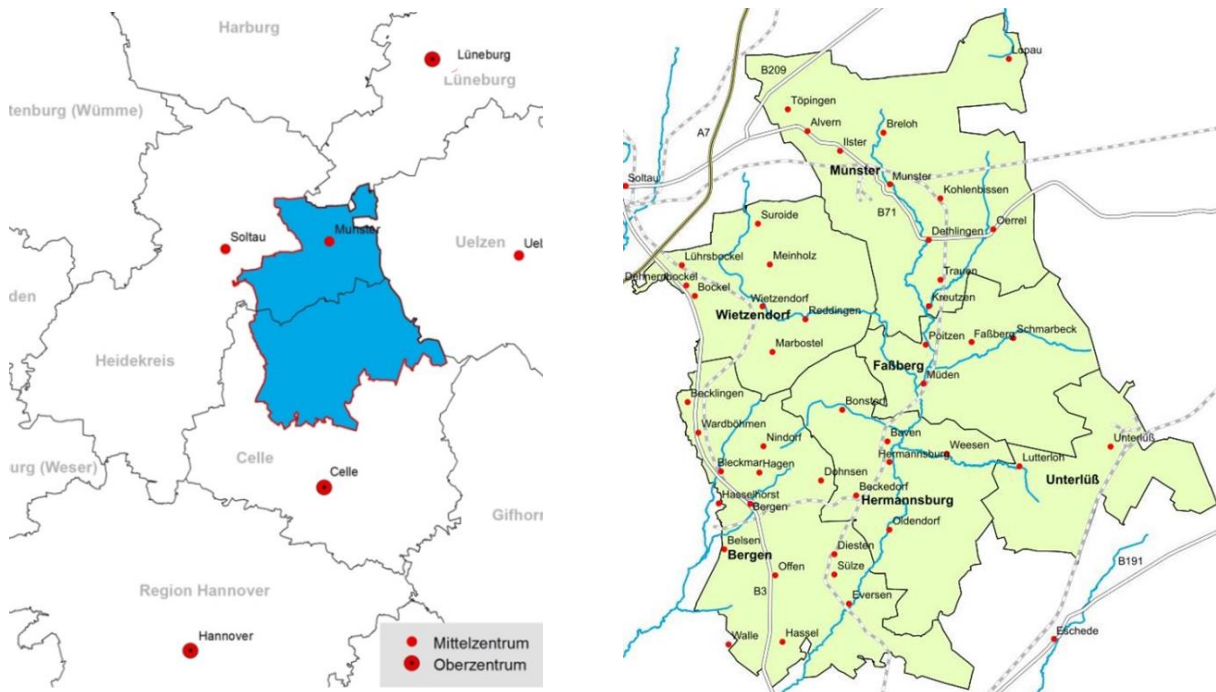 Harburg
Lüneburg
Lüneburg
tenburg (Wümme)
Soltau
Munster
Uelzen
Uel
den
Heidekreis
Celle
burg (Weser)
Celle
Gifhorn
Region Hannover
Hannover
Mittelzentrum
Oberzentrum
Lopau
B209
Töpingen
Alvern
Breloh
A7
Ilster
Munster
Soltau
Munster
Kohlenbissen
Suroide
B71
Oerrel
Dethlingen
Lührsbockel
Meinholz
Dehnernbockel
Trauen
Bockel
Wietzendorf
Kreutzen
Wietzendorf
Reddingen
Poitzen
Faßberg
Schmarbeck
Marbostel
Faßberg
Müden
Becklingen
Bonstorf
Wardböhmen
Nindorf
Baven
Weesen
Unterlüß
Hermannsburg
Bleckmar
Hagen
Lutterloh
Dohnsen
Unterlüß
Beckedorf
Hasselhorst
Hermannsburg
Bergen
Oldendorf
Belsen
Bergen
Diesten
Offen
Sülze
B191
B3
Eversen
Walle
Hassel
Eschede